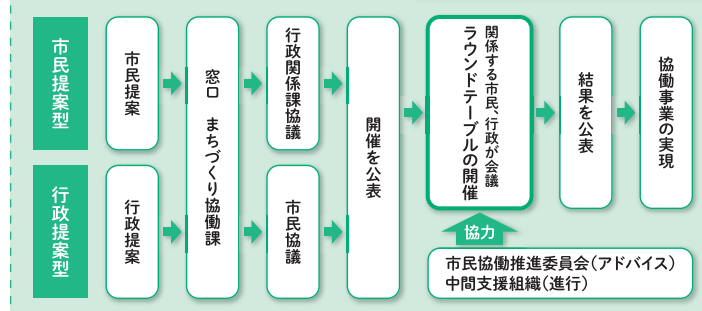 市民提案型
市民提案
窓口 まちづくり協働課
行政関係課協議
開催を公表
関係する市民、行政が会議
ラウンドテーブルの開催
結果を公表
協働事業の実現
行政提案型
行政提案
市民協議
協力
市民協働推進委員会(アドバイス)
中間支援組織(進行)